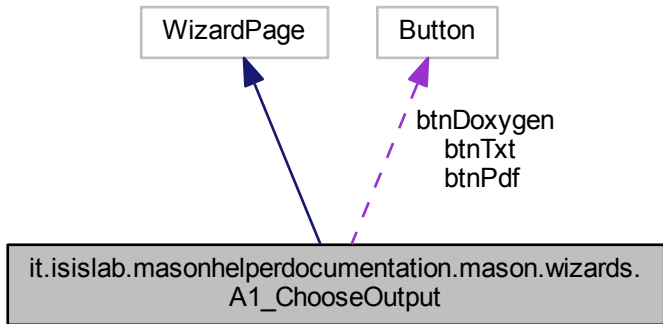 WizardPage
Button
btnDoxygen
btnTxt
btnPdf
it.isislab.masonhelperdocumentation.mason.wizards.
A1_ChooseOutput